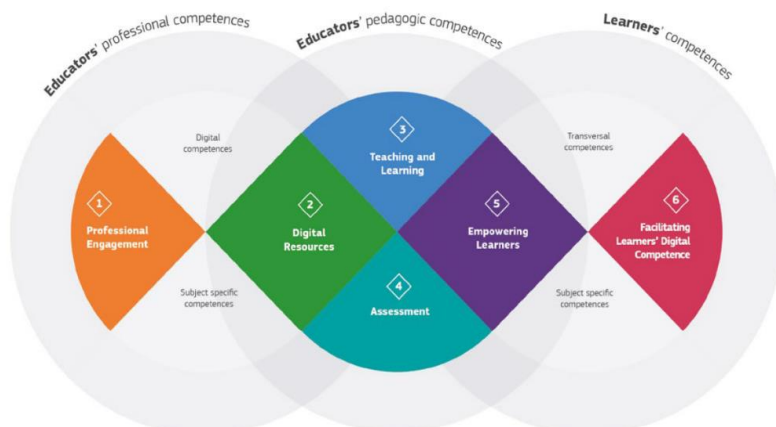 Educators' professional competences
Educators' pedagogic competences
Learners' competences
Digital
competences
Transversal
competences
1
Professional
Engagement
2
Digital
Resources
3
Teaching and
Learning
4
Assessment
5
Empowering
Learners
6
Facilitating
Learners' Digital
Competence
Subject specific
competences
Subject specific
competences